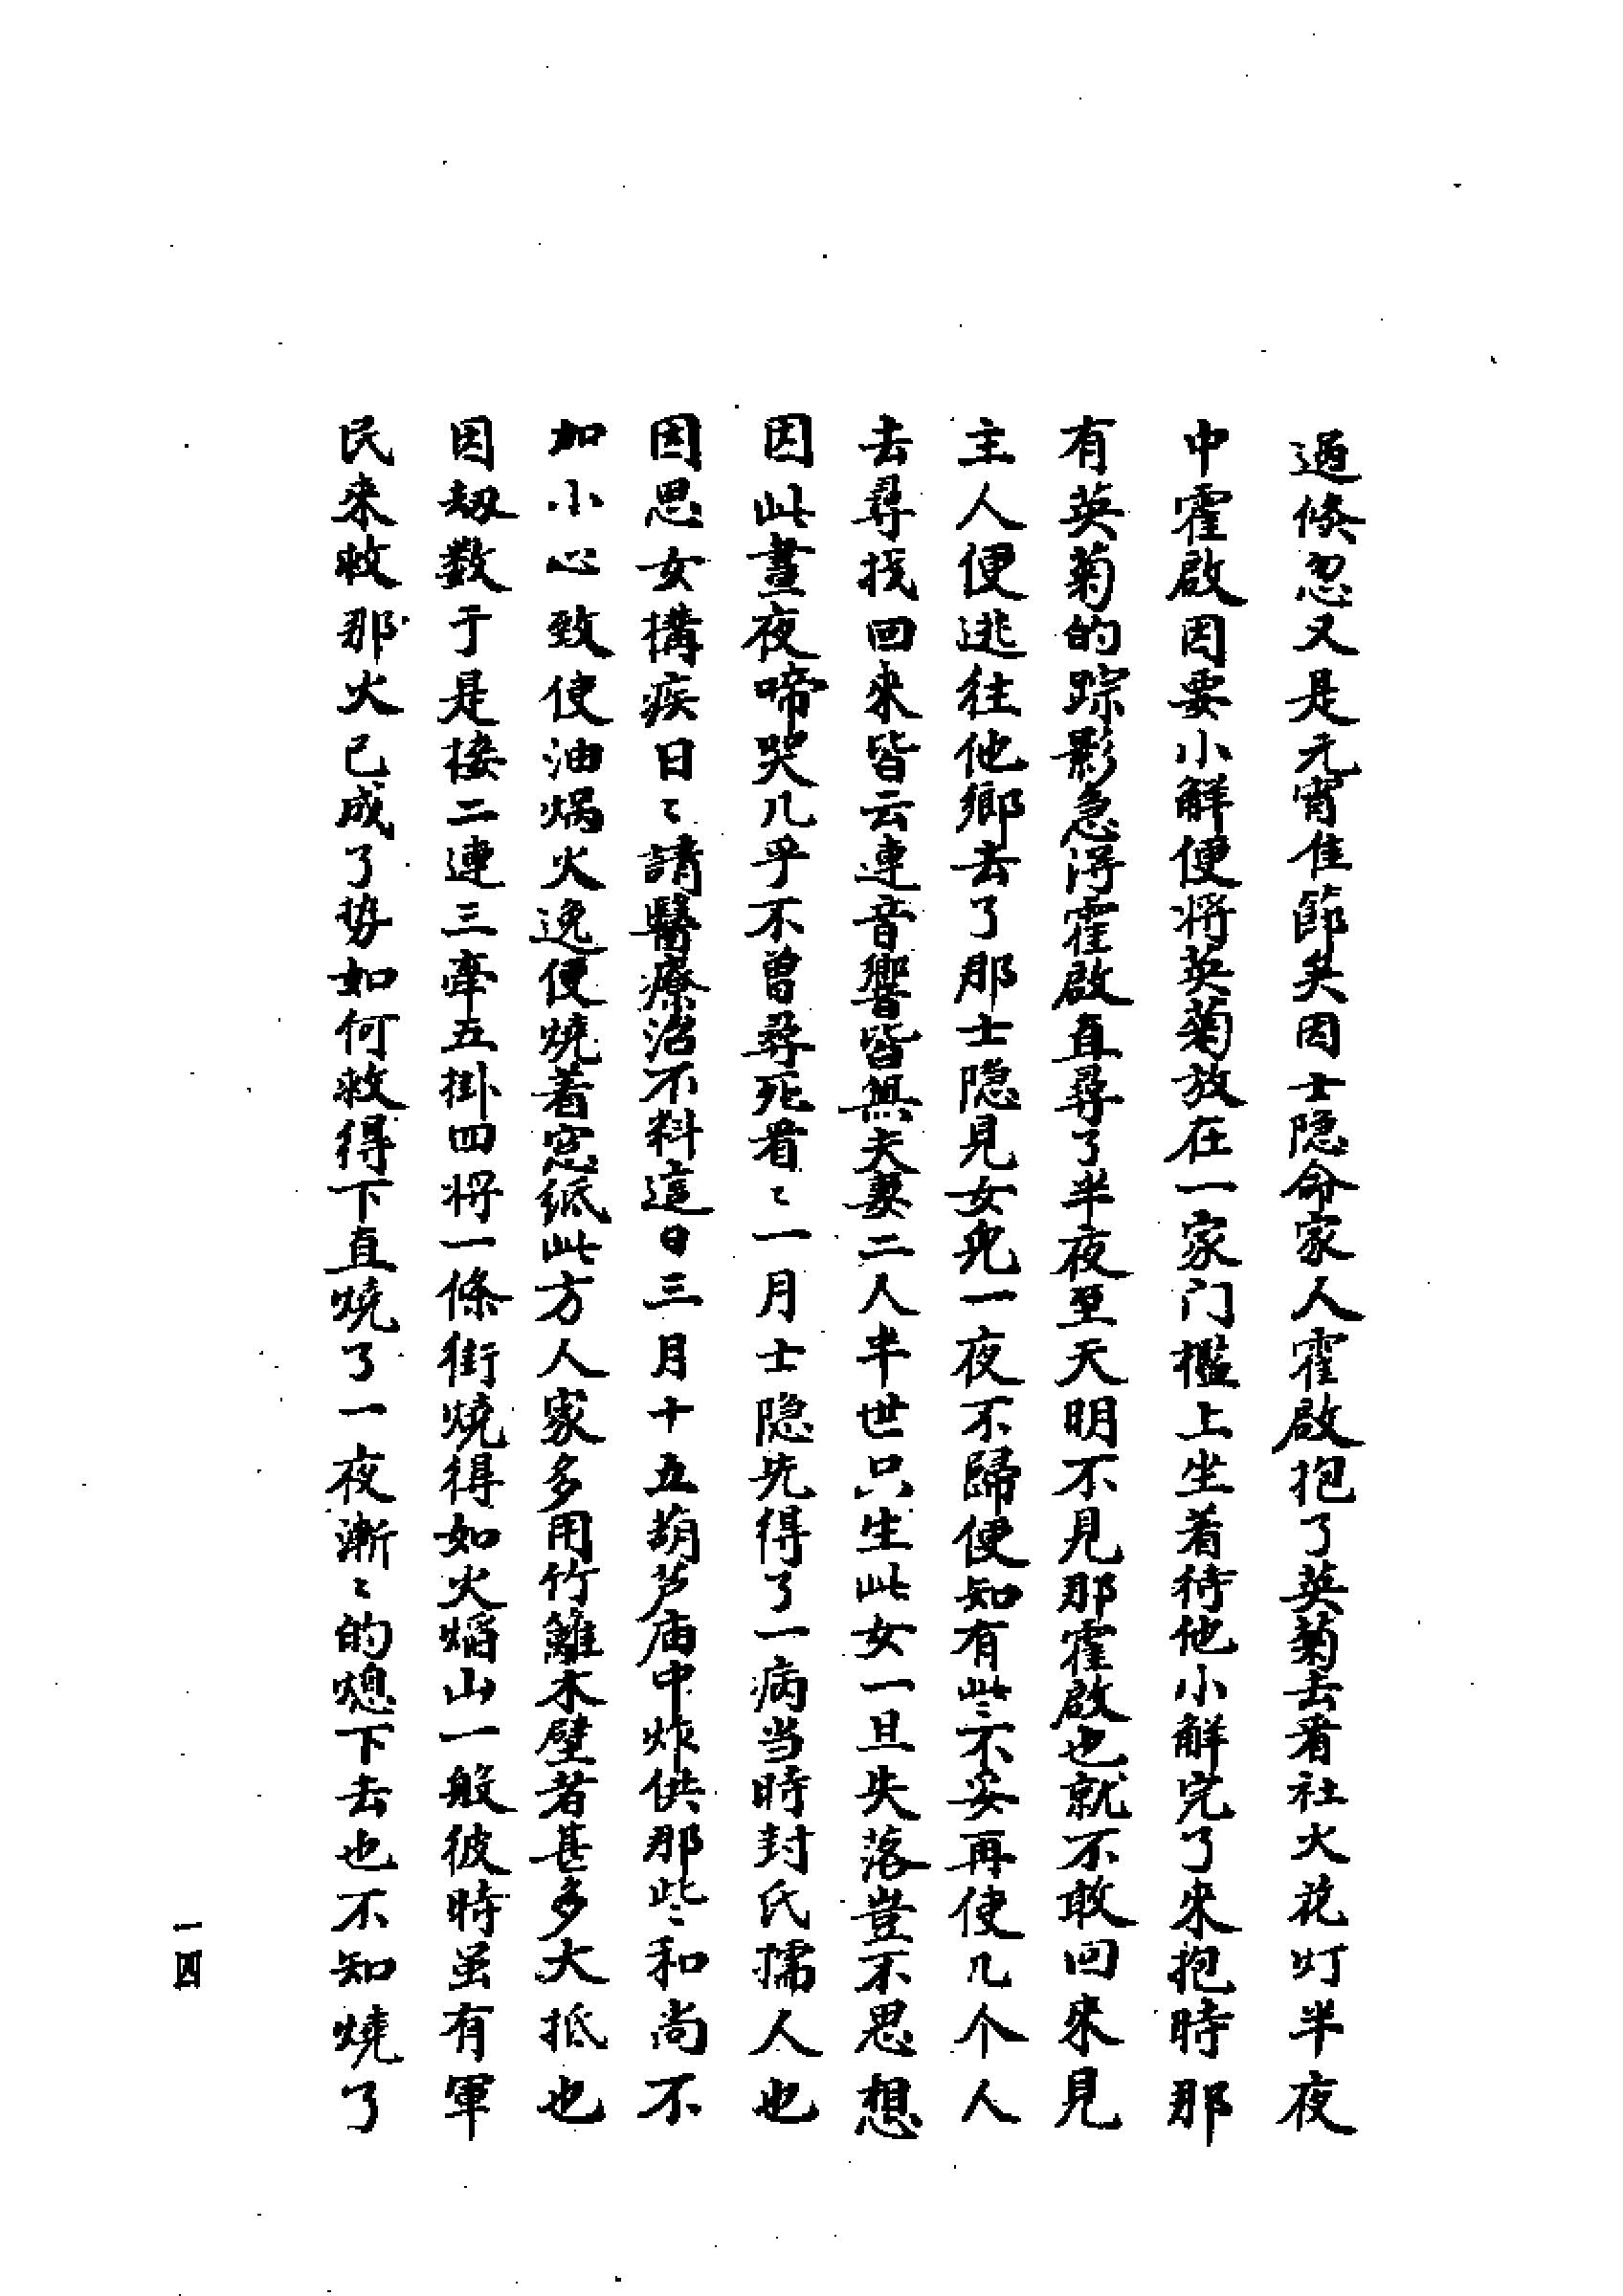 過倐忽又是元宵佳節矣因士隐命家人霍啟抱了英菊去看社火花灯半夜
中霍啟因要小解便将英菊放在一家门檻上坐着待他小解完了来抱時那
有英菊的踪影急得霍啟直尋了半夜至天明不見那霍啟也就不敢回来見
主人便逃往他鄉去了那士隐見女兒一夜不歸便知有些不妥再使几个人
去尋找回來皆云連音響皆無夫妻二人半世只生此女一旦失落豈不思想
因此晝夜啼哭几乎不曾尋死看〻一月士隐先得了一病当時封氏孺人也
因思女搆疾日〻請醫療治不料這日三月十五葫芦庙中炸供那些和尚不
加小心致使油焬火逸便燒着窓紙此方人家多用竹籬木壁者甚多大抵也
因刼数于是接二連三牽五掛四将一條街燒得如火焰山一般彼時虽有軍
民来救那火已成了势如何救得下直燒了一夜漸〻的熄下去也不知燒了
一四